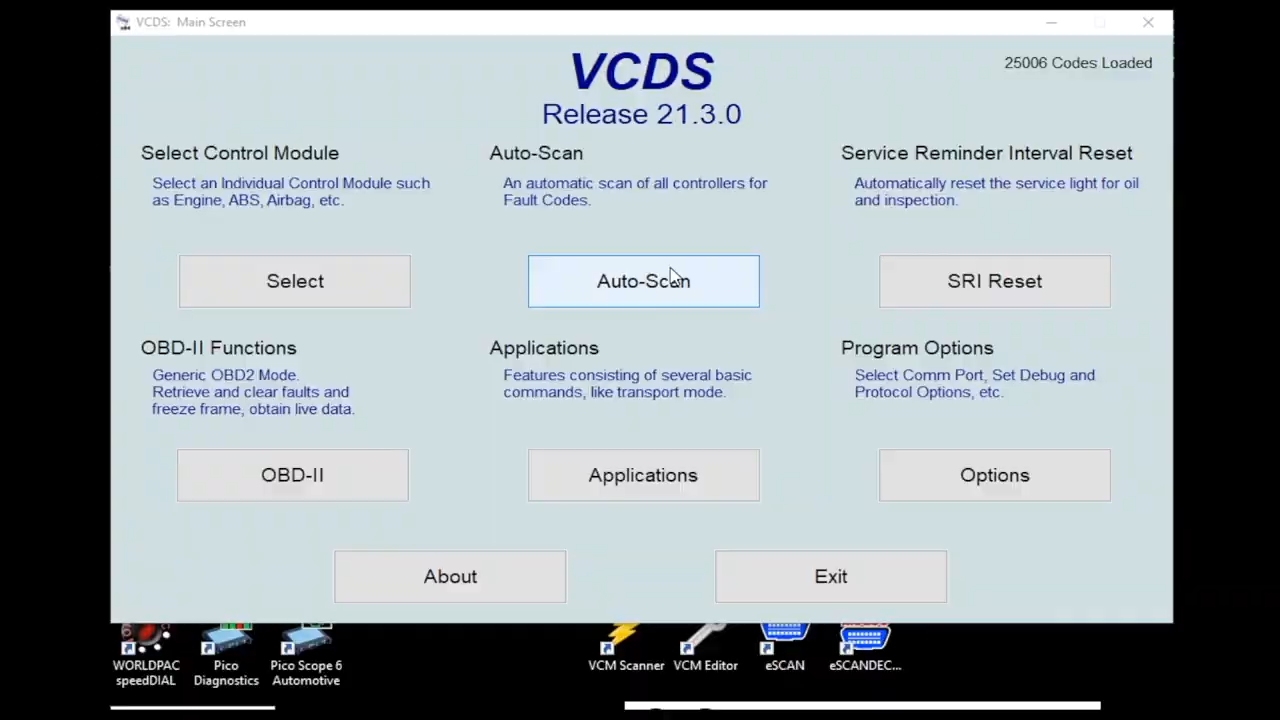 VCDS: Main Screen
VCDS
25006 Codes Loaded
Release 21.3.0
Select Control Module
Select an Individual Control Module such
as Engine, ABS, Airbag, etc.
Select
Auto-Scan
An automatic scan of all controllers for
Fault Codes.
Auto-Scan
Service Reminder Interval Reset
Automatically reset the service light for oil
and inspection.
SRI Reset
OBD-II Functions
Generic OBD2 Mode.
Retrieve and clear faults and
freeze frame, obtain live data.
OBD-II
Applications
Features consisting of several basic
commands, like transport mode.
Applications
Program Options
Select Comm Port, Set Debug and
Protocol Options, etc.
Options
About
Exit
WORLDPAC
speedDIAL
Pico
Diagnostics
Pico Scope 6
Automotive
VCM Scanner
VCM Editor
eSCAN
eSCANDEC...